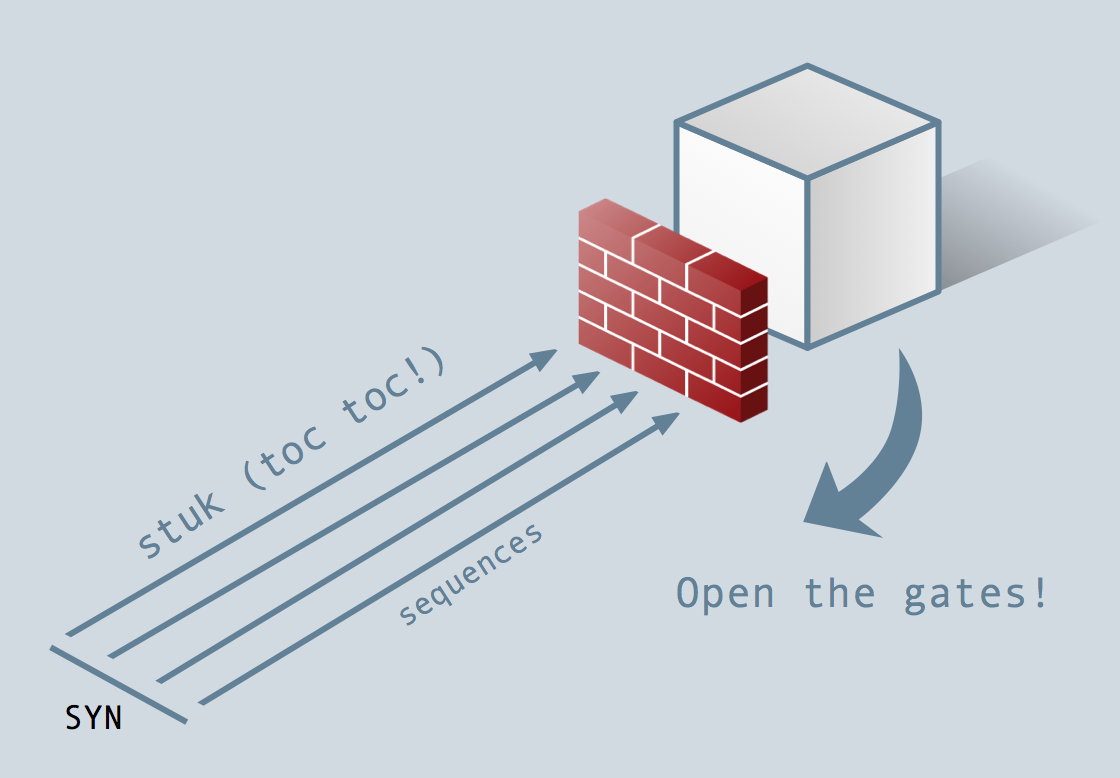 stuk (toc toc!)
sequences
Open the gates!
SYN